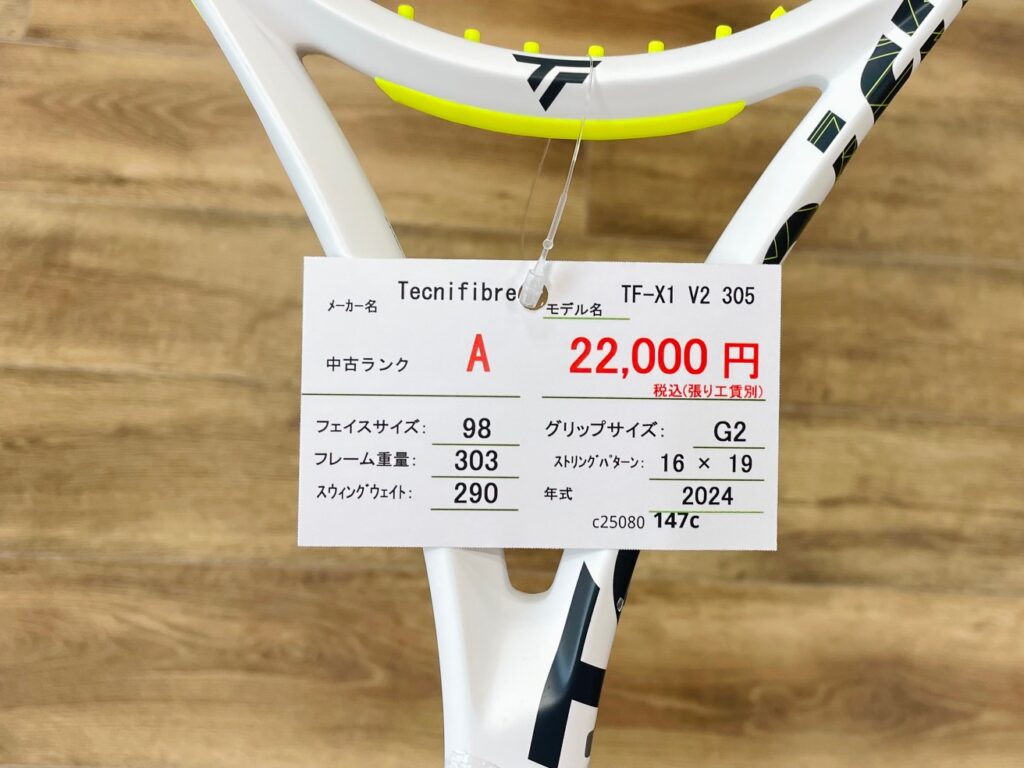 メーカー名 Tecnifibre
モデル名 TF-X1 V2 305
中古ランク A
22,000 円
税込(張り工賃別)
フェイスサイズ: 98
グリップサイズ: G2
フレーム重量: 303
ストリングパターン: 16 × 19
スウィングウェイト: 290
年式 2024
c25080 147c